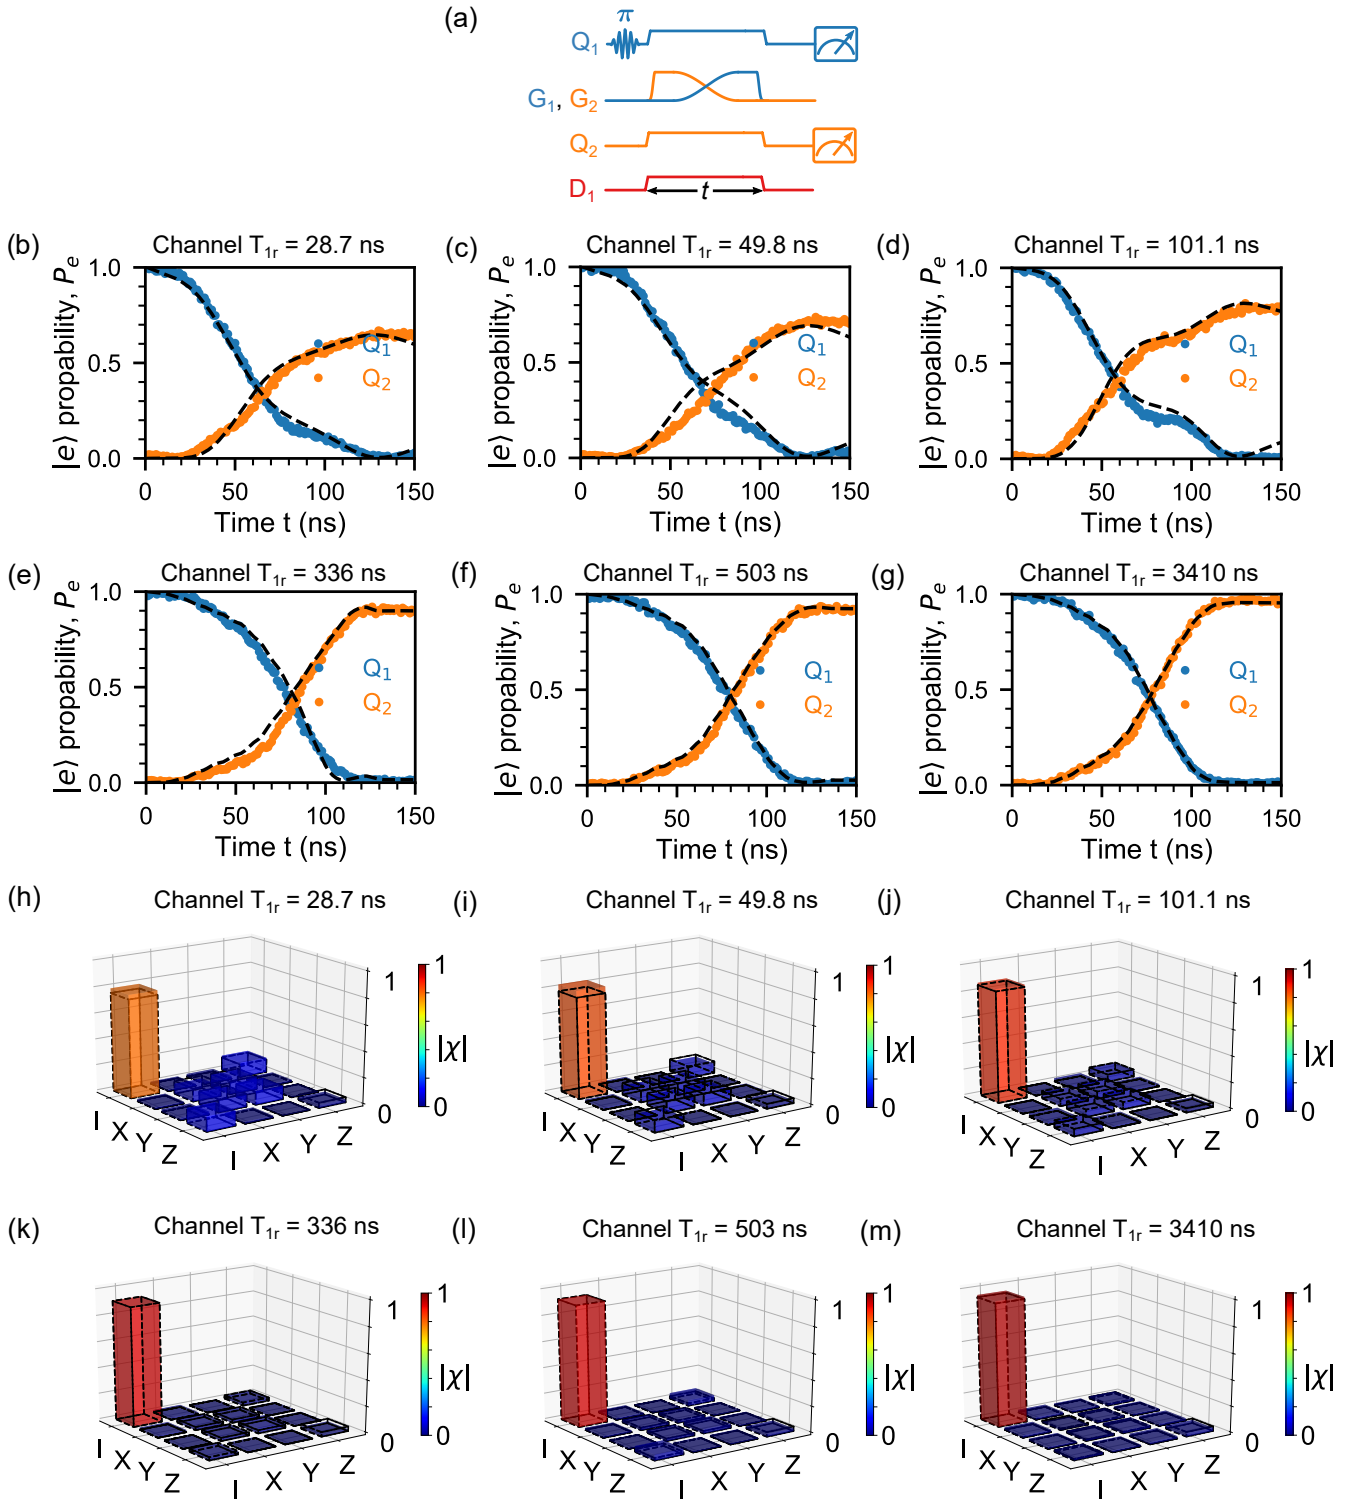 (a)
π
Q1
G1, G2
Q2
D1
t
(b) Channel T1r = 28.7 ns
|e⟩ propability, Pe
1.0
0.5
0.0
Q1
Q2
0 50 100 150
Time t (ns)
(c) Channel T1r = 49.8 ns
|e⟩ propability, Pe
1.0
0.5
0.0
Q1
Q2
0 50 100 150
Time t (ns)
(d) Channel T1r = 101.1 ns
|e⟩ propability, Pe
1.0
0.5
0.0
Q1
Q2
0 50 100 150
Time t (ns)
(e) Channel T1r = 336 ns
|e⟩ propability, Pe
1.0
0.5
0.0
Q1
Q2
0 50 100 150
Time t (ns)
(f) Channel T1r = 503 ns
|e⟩ propability, Pe
1.0
0.5
0.0
Q1
Q2
0 50 100 150
Time t (ns)
(g) Channel T1r = 3410 ns
|e⟩ propability, Pe
1.0
0.5
0.0
Q1
Q2
0 50 100 150
Time t (ns)
(h) Channel T1r = 28.7 ns
1
0
I X Y Z
I X Y Z
1
|χ|
0
(i) Channel T1r = 49.8 ns
1
0
I X Y Z
I X Y Z
1
|χ|
0
(j) Channel T1r = 101.1 ns
1
0
I X Y Z
I X Y Z
1
|χ|
0
(k) Channel T1r = 336 ns
1
0
I X Y Z
I X Y Z
1
|χ|
0
(l) Channel T1r = 503 ns
1
0
I X Y Z
I X Y Z
1
|χ|
0
(m) Channel T1r = 3410 ns
1
0
I X Y Z
I X Y Z
1
|χ|
0